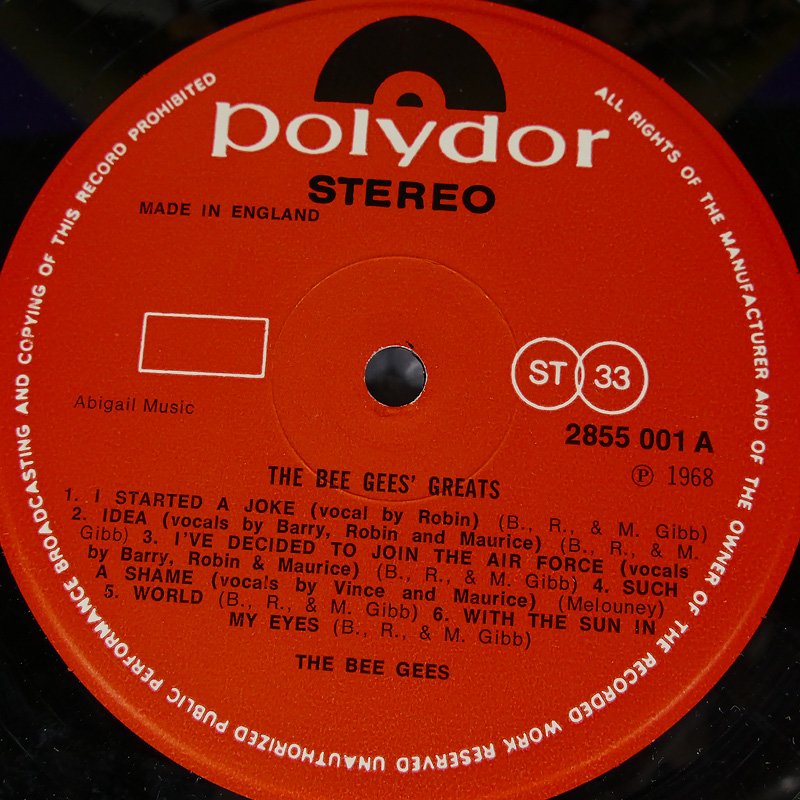 polydor
STEREO
MADE IN ENGLAND
Abigail Music
ST 33
2855 001 A
℗ 1968
THE BEE GEES' GREATS
1. I STARTED A JOKE (vocal by Robin) (B., R., & M. Gibb)
2. IDEA (vocals by Barry, Robin and Maurice) (B., R., & M.
Gibb) 3. I'VE DECIDED TO JOIN THE AIR FORCE (vocals
by Barry, Robin & Maurice) (B., R., & M. Gibb) 4. SUCH
A SHAME (vocals by Vince and Maurice) (Melouney)
5. WORLD (B., R., & M. Gibb) 6. WITH THE SUN IN
MY EYES (B., R., & M. Gibb)
THE BEE GEES
ALL RIGHTS OF THE MANUFACTURER AND OF THE OWNER OF THE RECORDED WORK RESERVED UNAUTHORIZED PUBLIC PERFORMANCE BROADCASTING AND COPYING OF THIS RECORD PROHIBITED